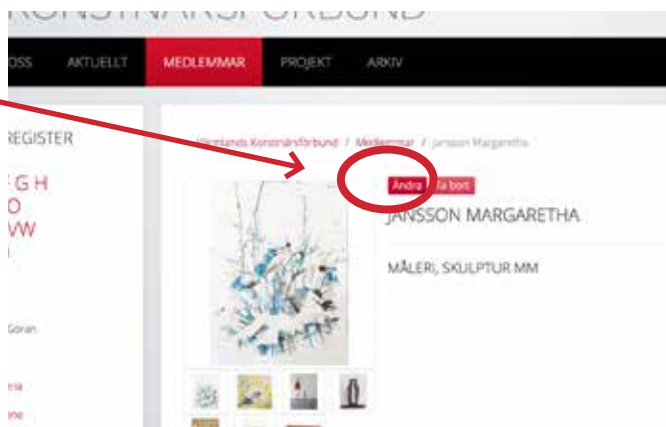 KONSTNÄRSFÖRBUND
OSS AKTUELLT MEDLEMMAR PROJEKT ARKIV
REGISTER
Värmlands Konstnärsförbund / Medlemmar / Jansson Margaretha
F G H
O
VW
Ändra Ta bort
JANSSON MARGARETHA
MÅLERI, SKULPTUR MM
Göran